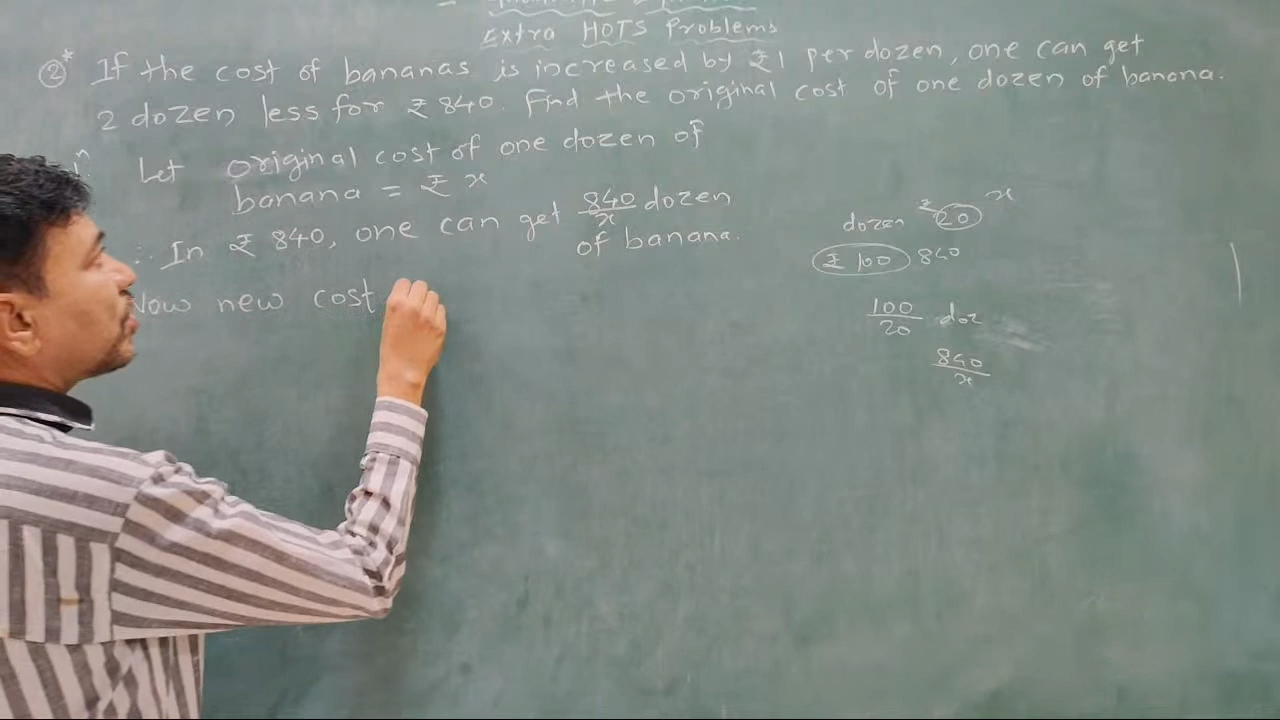 Extra HOTS Problems
②* If the cost of bananas is increased by ₹1 per dozen, one can get
2 dozen less for ₹ 840. Find the original cost of one dozen of banana.
Let original cost of one dozen of
banana = ₹ x
∴ In ₹ 840, one can get 840/x dozen
of banana.
Now new cost
dozen ₹ 20 x
₹ 100 840
100/20 doz
840/x